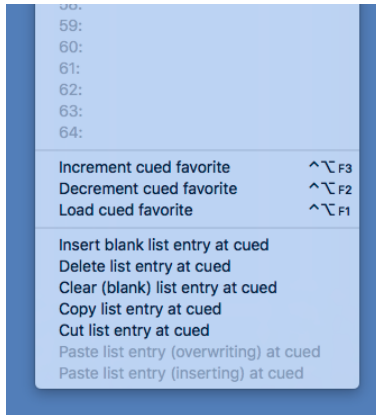 58:
59:
60:
61:
62:
63:
64:
Increment cued favorite ⌃⌥F3
Decrement cued favorite ⌃⌥F2
Load cued favorite ⌃⌥F1
Insert blank list entry at cued
Delete list entry at cued
Clear (blank) list entry at cued
Copy list entry at cued
Cut list entry at cued
Paste list entry (overwriting) at cued
Paste list entry (inserting) at cued